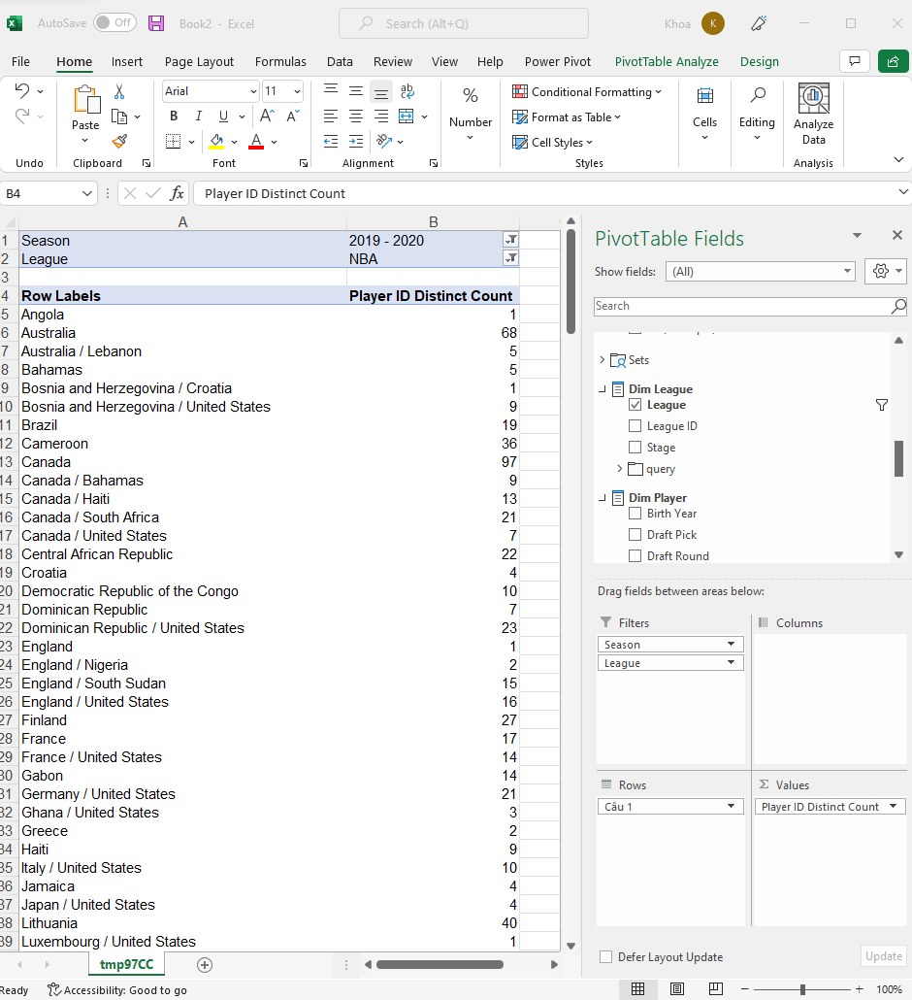 AutoSave Off Book2 - Excel Search (Alt+Q) Khoa K
File Home Insert Page Layout Formulas Data Review View Help Power Pivot PivotTable Analyze Design
Undo
Paste
Clipboard
Arial 11
B I U A A
A
Font
ab
Alignment
%
Number
Conditional Formatting
Format as Table
Cell Styles
Styles
Cells
Editing
Analyze
Data
Analysis
B4 fx Player ID Distinct Count
A B
1 Season 2019 - 2020
2 League NBA
3
4 Row Labels Player ID Distinct Count
5 Angola 1
6 Australia 68
7 Australia / Lebanon 5
8 Bahamas 5
9 Bosnia and Herzegovina / Croatia 1
10 Bosnia and Herzegovina / United States 9
11 Brazil 19
12 Cameroon 36
13 Canada 97
14 Canada / Bahamas 9
15 Canada / Haiti 13
16 Canada / South Africa 21
17 Canada / United States 7
18 Central African Republic 22
19 Croatia 4
20 Democratic Republic of the Congo 10
21 Dominican Republic 7
22 Dominican Republic / United States 23
23 England 1
24 England / Nigeria 2
25 England / South Sudan 15
26 England / United States 16
27 Finland 27
28 France 17
29 France / United States 14
30 Gabon 14
31 Germany / United States 21
32 Ghana / United States 3
33 Greece 2
34 Haiti 9
35 Italy / United States 10
36 Jamaica 4
37 Japan / United States 4
38 Lithuania 40
39 Luxembourg / United States 1
PivotTable Fields
Show fields: (All)
Search
Sets
Dim League
League
League ID
Stage
query
Dim Player
Birth Year
Draft Pick
Draft Round
Drag fields between areas below:
Filters
Season
League
Columns
Rows
Câu 1
Σ Values
Player ID Distinct Count
Defer Layout Update Update
tmp97CC
Ready Accessibility: Good to go 100%